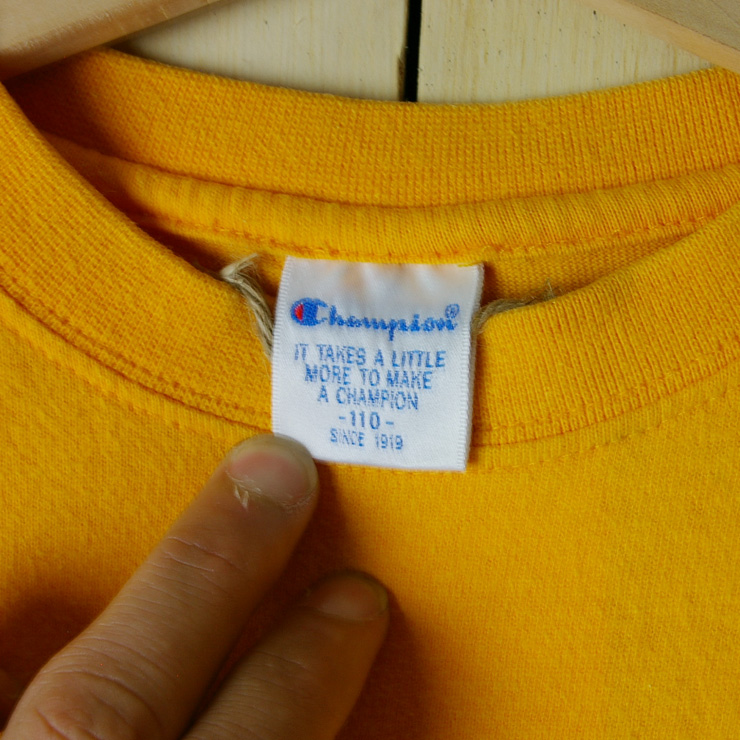 Champion®
IT TAKES A LITTLE
MORE TO MAKE
A CHAMPION
-110-
SINCE 1919